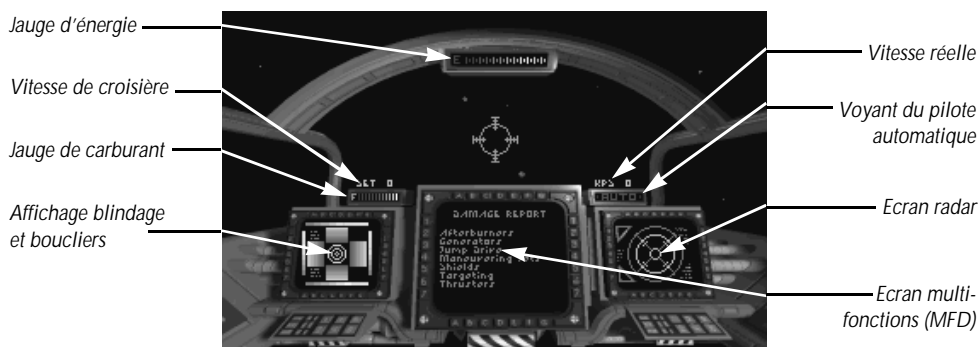 Jauge d'énergie
Vitesse de croisière
Jauge de carburant
Affichage blindage
et boucliers
E
SET 0
F
KPS 0
AUTO
DAMAGE REPORT
Afterburners
Generators
Jump Drive
Maneuvering
Shields
Targeting
Thrusters
Vitesse réelle
Voyant du pilote
automatique
Ecran radar
Ecran multi-
fonctions (MFD)